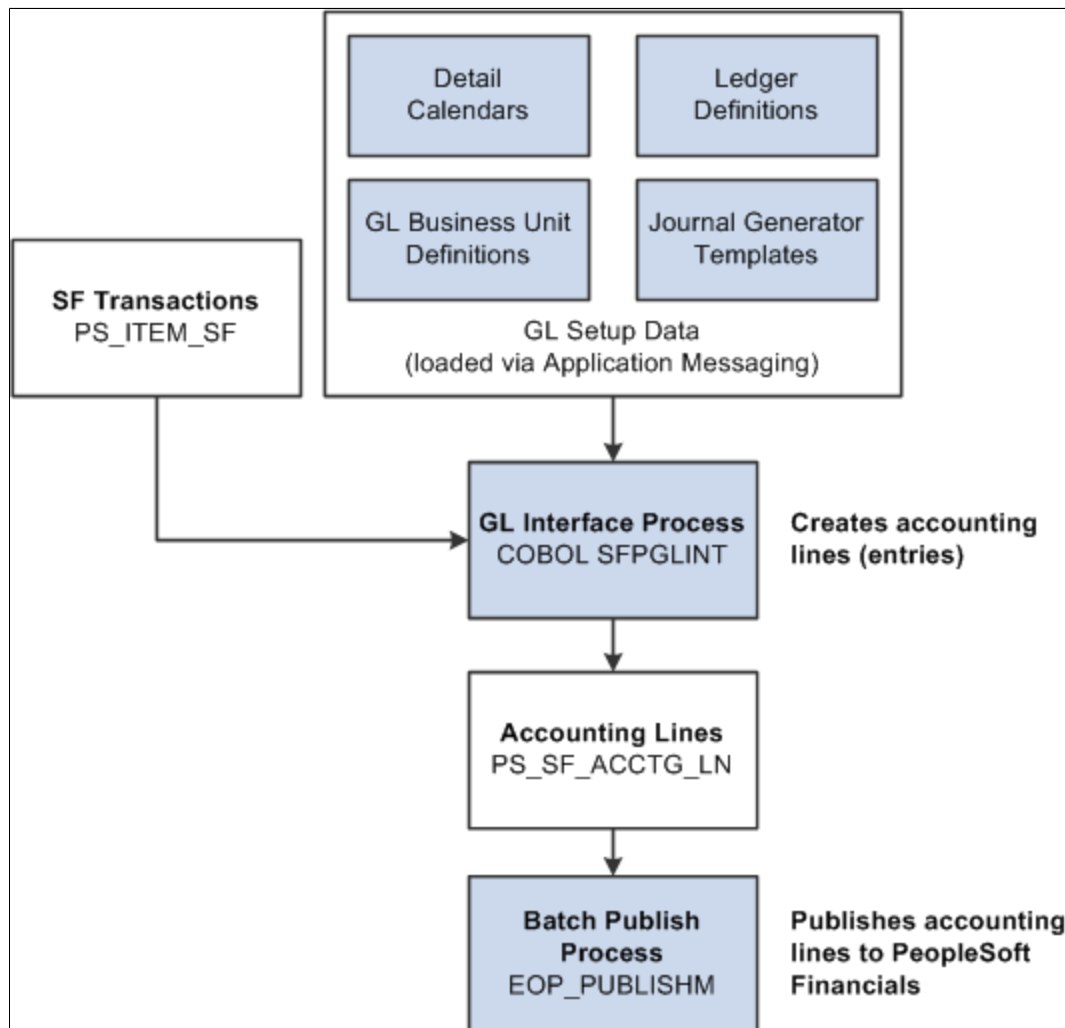 Detail
Calendars
Ledger
Definitions
GL Business Unit
Definitions
Journal Generator
Templates
GL Setup Data
(loaded via Application Messaging)
SF Transactions
PS_ITEM_SF
GL Interface Process
COBOL SFPGLINT
Creates accounting
lines (entries)
Accounting Lines
PS_SF_ACCTG_LN
Batch Publish
Process
EOP_PUBLISHM
Publishes accounting
lines to PeopleSoft
Financials